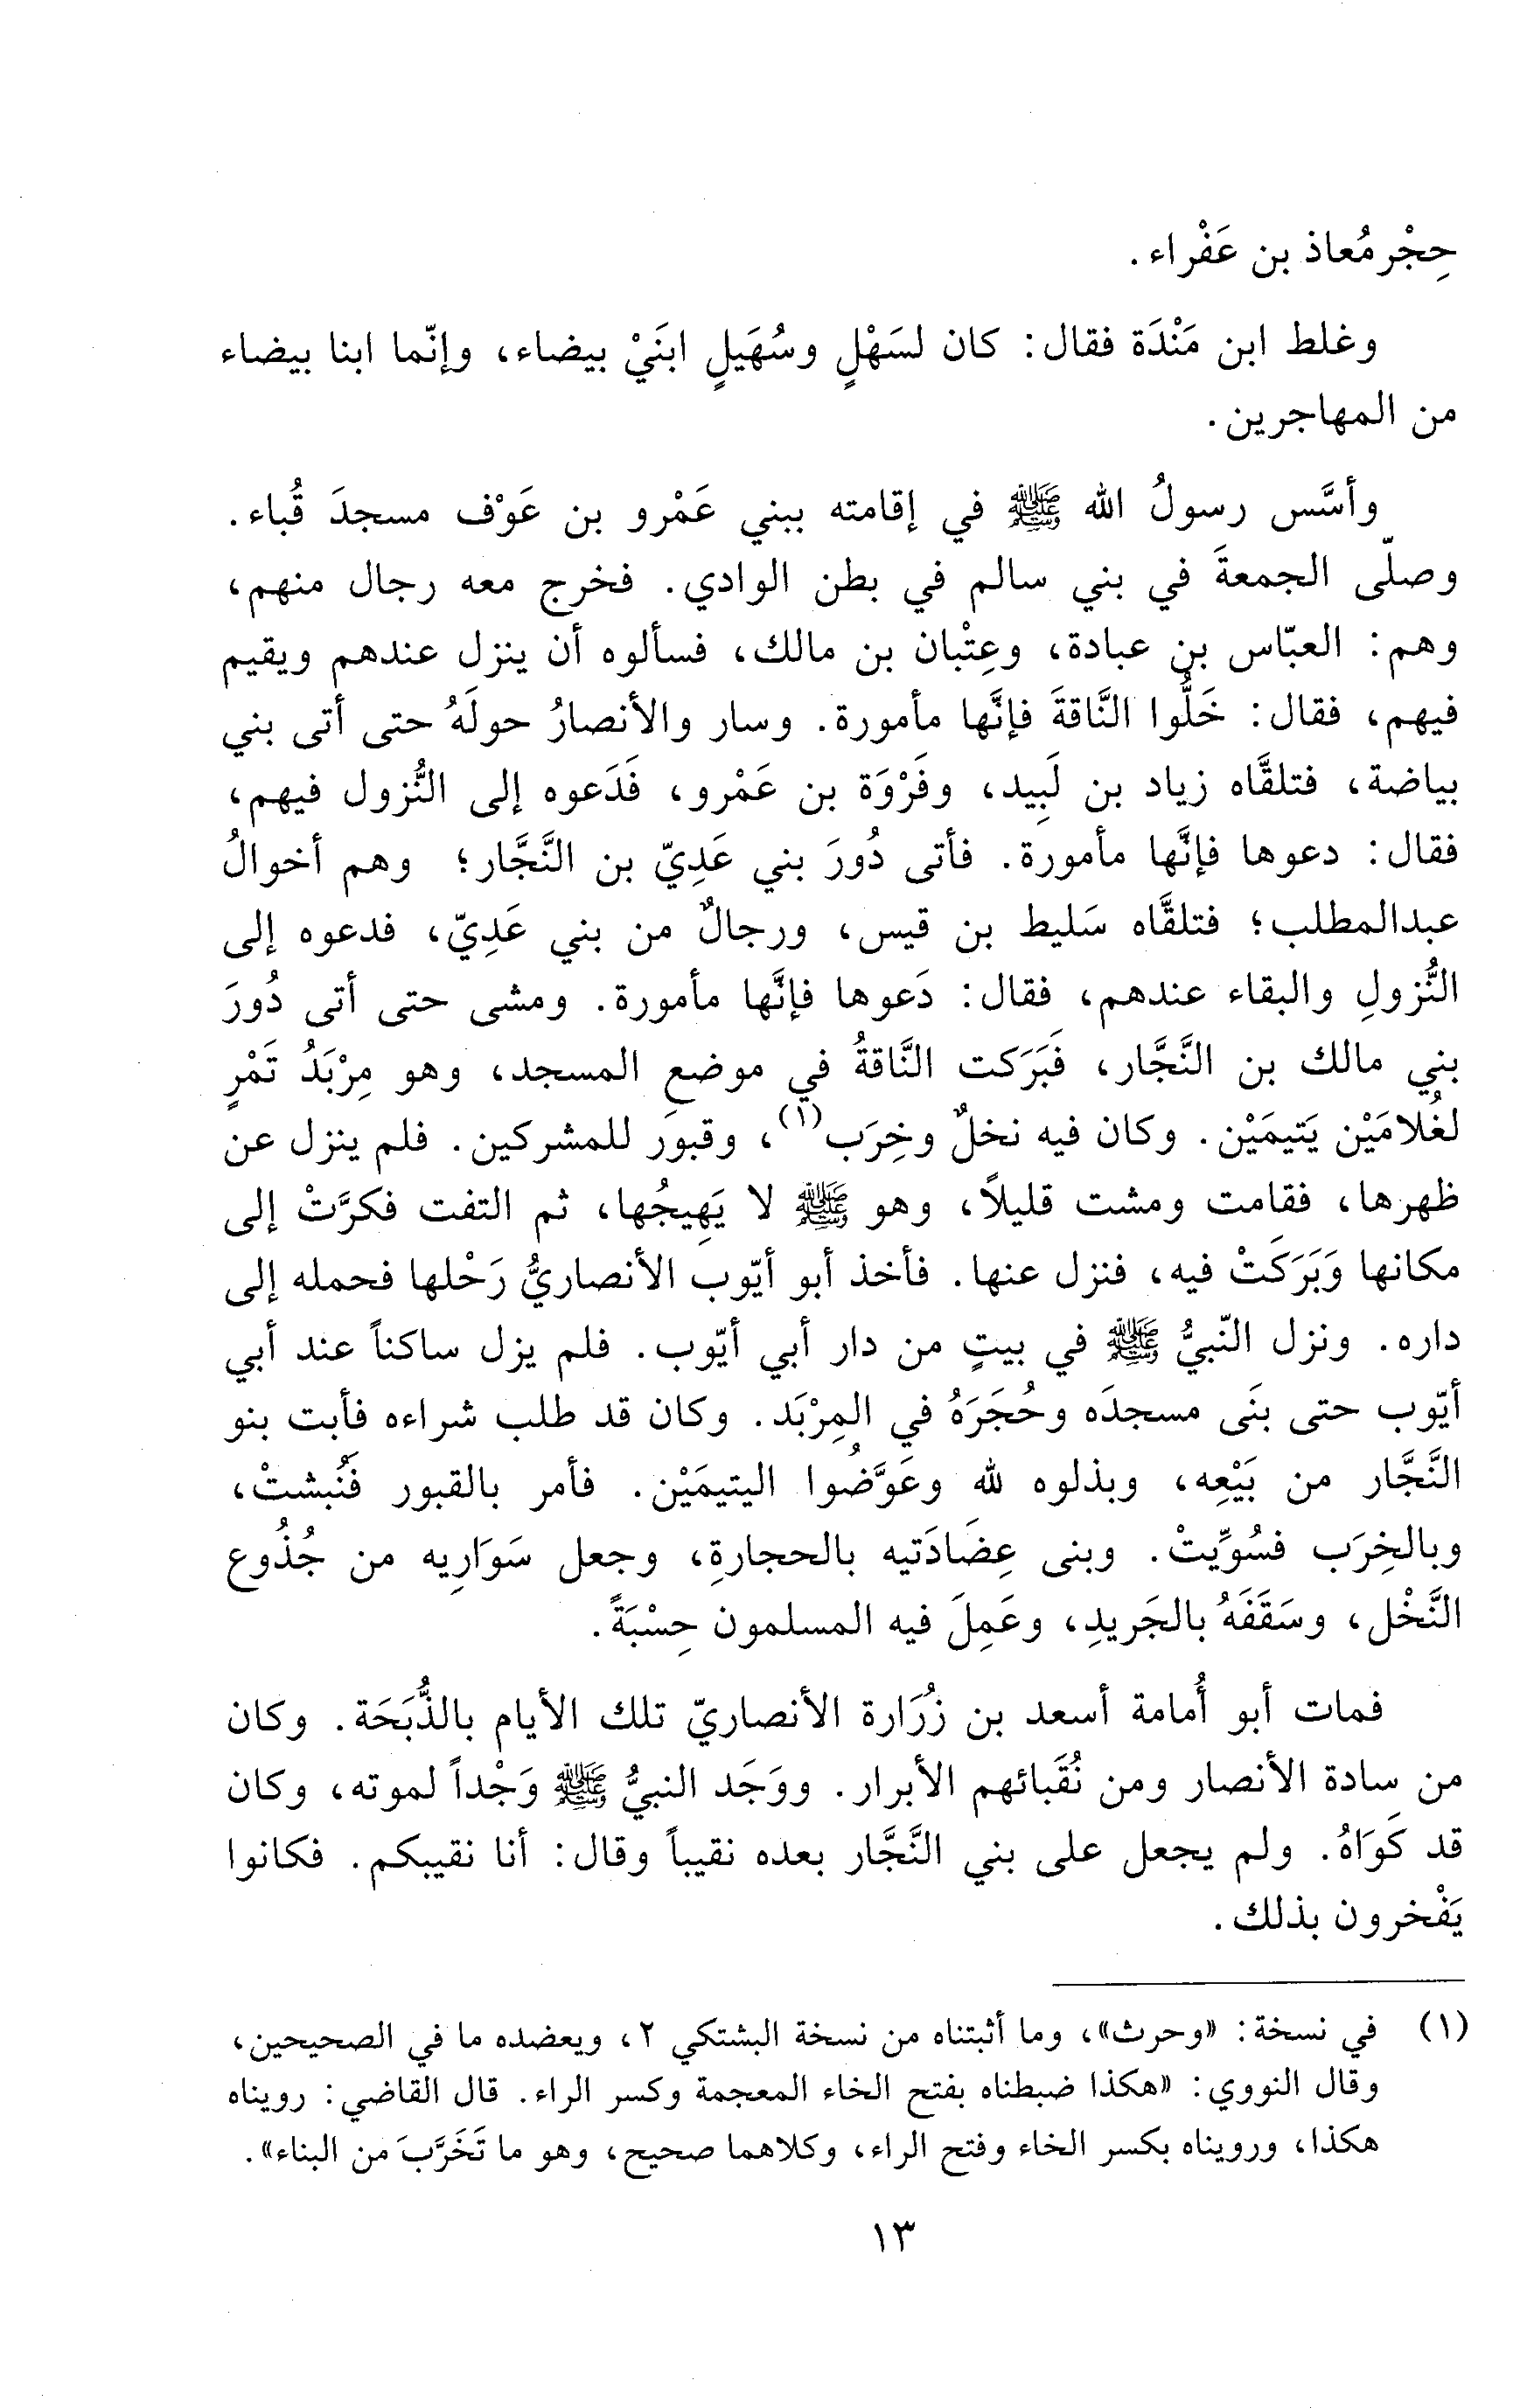 حِجْر مُعاذ بن عَفْراء.
وغلط ابن مَنْدَة فقال: كان لسَهْلٍ وسُهَيلٍ ابنَيْ بيضاء، وإنّما ابنا بيضاء
من المهاجرين.
وأسَّس رسولُ الله ﷺ في إقامته ببني عَمْرو بن عَوْف مسجدَ قُباء.
وصلّى الجمعةَ في بني سالم في بطن الوادي. فخرج معه رجال منهم،
وهم: العبّاس بن عبادة، وعِتْبان بن مالك، فسألوه أن ينزل عندهم ويقيم
فيهم، فقال: خَلُّوا النَّاقةَ فإنَّها مأمورة. وسار والأنصارُ حولَهُ حتى أتى بني
بياضة، فتلقَّاه زياد بن لَبِيد، وفَرْوَة بن عَمْرو، فَدَعوه إلى النُّزول فيهم،
فقال: دعوها فإنَّها مأمورة. فأتى دُورَ بني عَدِيّ بن النَّجَّار؛ وهم أخوالُ
عبدالمطلب؛ فتلقَّاه سَليط بن قيس، ورجالٌ من بني عَدِيّ، فدعوه إلى
النُّزولِ والبقاء عندهم، فقال: دَعوها فإنَّها مأمورة. ومشى حتى أتى دُورَ
بني مالك بن النَّجَّار، فَبَرَكت النَّاقةُ في موضعِ المسجد، وهو مِرْبَدُ تَمْرٍ
لغُلامَيْن يَتيمَيْن. وكان فيه نخلٌ وخِرَب(١)، وقبور للمشركين. فلم ينزل عن
ظهرها، فقامت ومشت قليلاً، وهو ﷺ لا يَهِيجُها، ثم التفت فكرَّتْ إلى
مكانها وَبَرَكَتْ فيه، فنزل عنها. فأخذ أبو أيّوب الأنصاريُّ رَحْلها فحمله إلى
داره. ونزل النّبيُّ ﷺ في بيتٍ من دار أبي أيّوب. فلم يزل ساكناً عند أبي
أيّوب حتى بنَى مسجدَه وحُجَرَهُ في المِرْبَد. وكان قد طلب شراءه فأبت بنو
النَّجَّار من بَيْعِه، وبذلوه لله وعَوَّضُوا اليتيمَيْن. فأمر بالقبور فَنُبشتْ،
وبالخِرَب فسُوِّيتْ. وبنى عِضَادَتيه بالحجارةِ، وجعل سَوَارِيه من جُذُوع
النَّخْل، وسَقَفَهُ بالجَريدِ، وعَمِلَ فيه المسلمون حِسْبَةً.
فمات أبو أُمامة أسعد بن زُرَارة الأنصاريّ تلك الأيام بالذُّبَحَة. وكان
من سادة الأنصار ومن نُقَبائهم الأبرار. ووَجَد النبيُّ ﷺ وَجْداً لموته، وكان
قد كَوَاهُ. ولم يجعل على بني النَّجَّار بعده نقيباً وقال: أنا نقيبكم. فكانوا
يَفْخرون بذلك.
(١) في نسخة: «وحرث»، وما أثبتناه من نسخة البشتكي ٢، ويعضده ما في الصحيحين،
وقال النووي: «هكذا ضبطناه بفتح الخاء المعجمة وكسر الراء. قال القاضي: رويناه
هكذا، ورويناه بكسر الخاء وفتح الراء، وكلاهما صحيح، وهو ما تَخَرَّبَ من البناء».
١٣